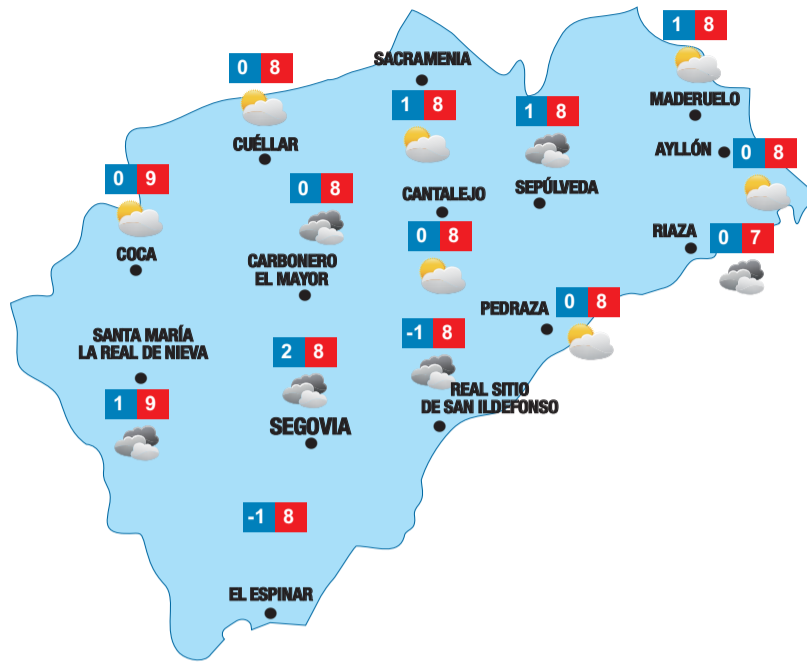 1 8
SACRAMENIA
0 8
MADERUELO
1 8
1 8
CUÉLLAR
AYLLÓN
0 8
0 9
0 8
CANTALEJO
SEPÚLVEDA
COCA
CARBONERO
EL MAYOR
0 8
RIAZA
0 7
PEDRAZA
0 8
SANTA MARÍA
LA REAL DE NIEVA
2 8
-1 8
REAL SITIO
DE SAN ILDEFONSO
1 9
SEGOVIA
-1 8
EL ESPINAR